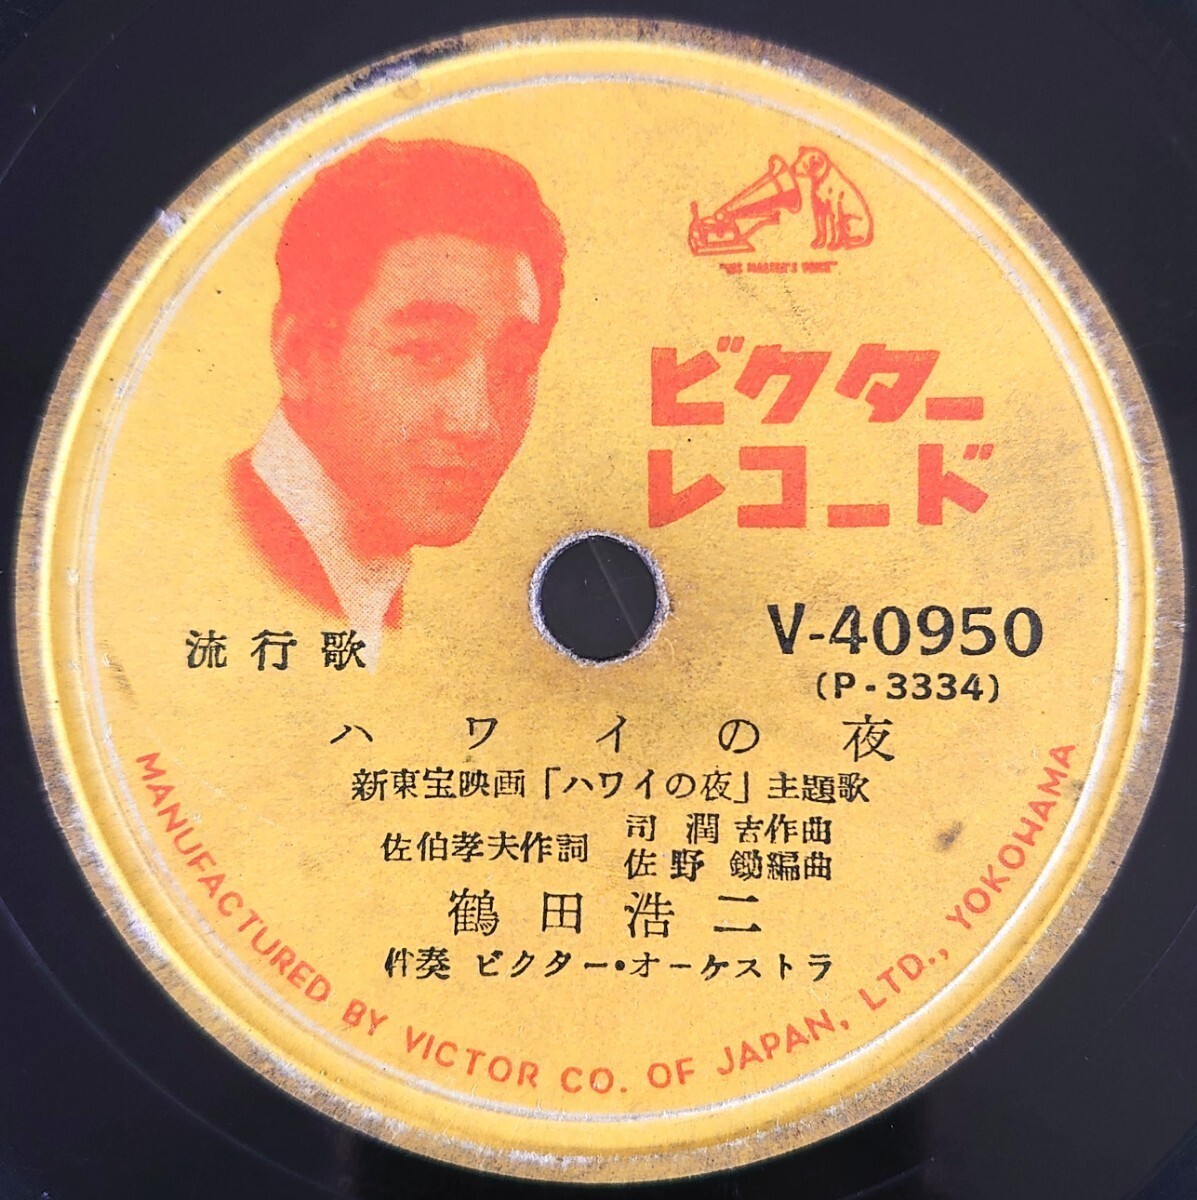 "HIS MASTER'S VOICE"
ビクター
レコード
V-40950
(P-3334)
流行歌
ハワイの夜
新東宝映画「ハワイの夜」主題歌
佐伯孝夫作詞
司潤吉作曲
佐野鋤編曲
鶴田浩二
伴奏 ビクター・オーケストラ
MANUFACTURED BY VICTOR CO. OF JAPAN, LTD., YOKOHAMA